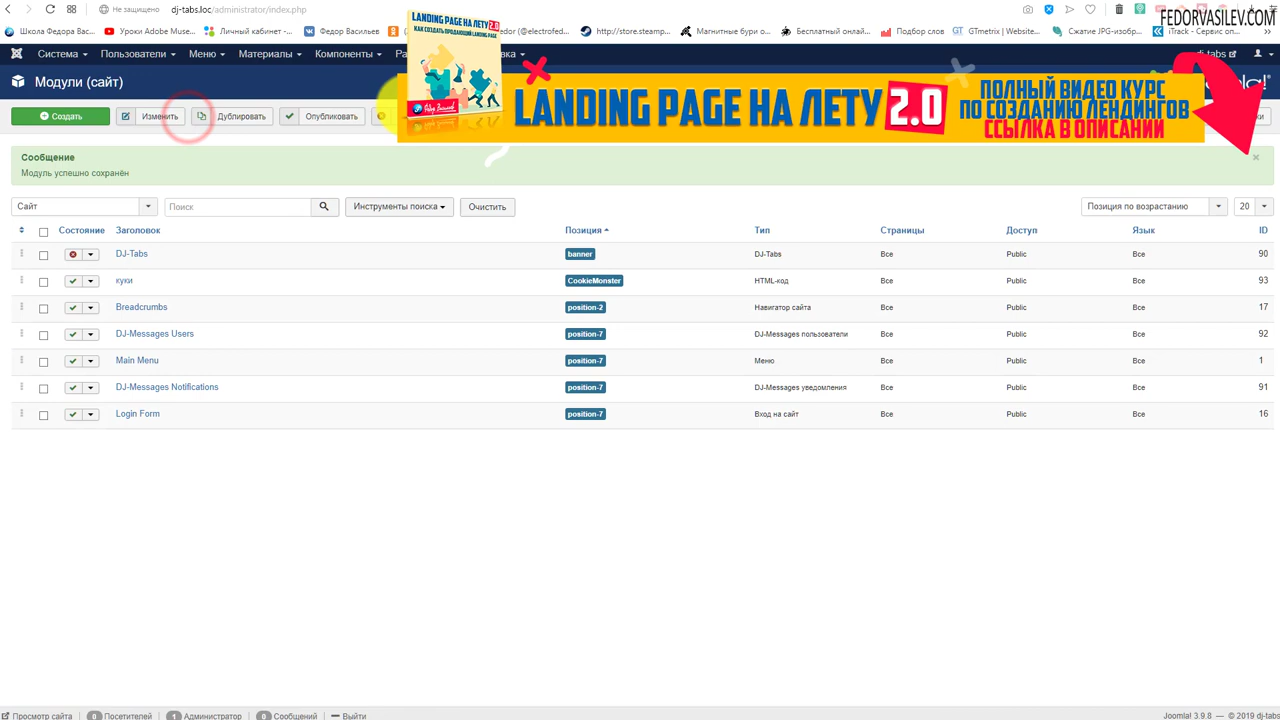 Не защищено dj-tabs.loc/administrator/index.php
FEDORVASILEV.COM
Школа Федора Вас... Уроки Adobe Muse... Личный кабинет -... Федор Васильев edor (@electrofed... http://store.steamp... Магнитные бури о... Бесплатный онлай... Подбор цветов GTmetrix | Website... Сжатие JPG-изобр... iTrack - Сервис от...
Система Пользователи Меню Материалы Компоненты dj-tabs
Модули (сайт)
LANDING PAGE НА ЛЕТУ 2.0
КАК СОЗДАТЬ ПРОДАЮЩИЙ LANDING PAGE
LANDING PAGE НА ЛЕТУ 2.0
ПОЛНЫЙ ВИДЕО КУРС
ПО СОЗДАНИЮ ЛЕНДИНГОВ
ССЫЛКА В ОПИСАНИИ
Создать Изменить Дублировать Опубликовать
Сообщение
Модуль успешно сохранён
Сайт Поиск Инструменты поиска Очистить Позиция по возрастанию 20
Состояние Заголовок Позиция Тип Страницы Доступ Язык ID
DJ-Tabs banner DJ-Tabs Все Public Все 90
куки CookieMonster HTML-код Все Public Все 93
Breadcrumbs position-2 Навигатор сайта Все Public Все 17
DJ-Messages Users position-7 DJ-Messages пользователи Все Public Все 92
Main Menu position-7 Меню Все Public Все 1
DJ-Messages Notifications position-7 DJ-Messages уведомления Все Public Все 91
Login Form position-7 Вход на сайт Все Public Все 16
Просмотр сайта 0 Посетителей 1 Администратор 0 Сообщений Выйти Joomla! 3.9.8 — © 2019 dj-tabs